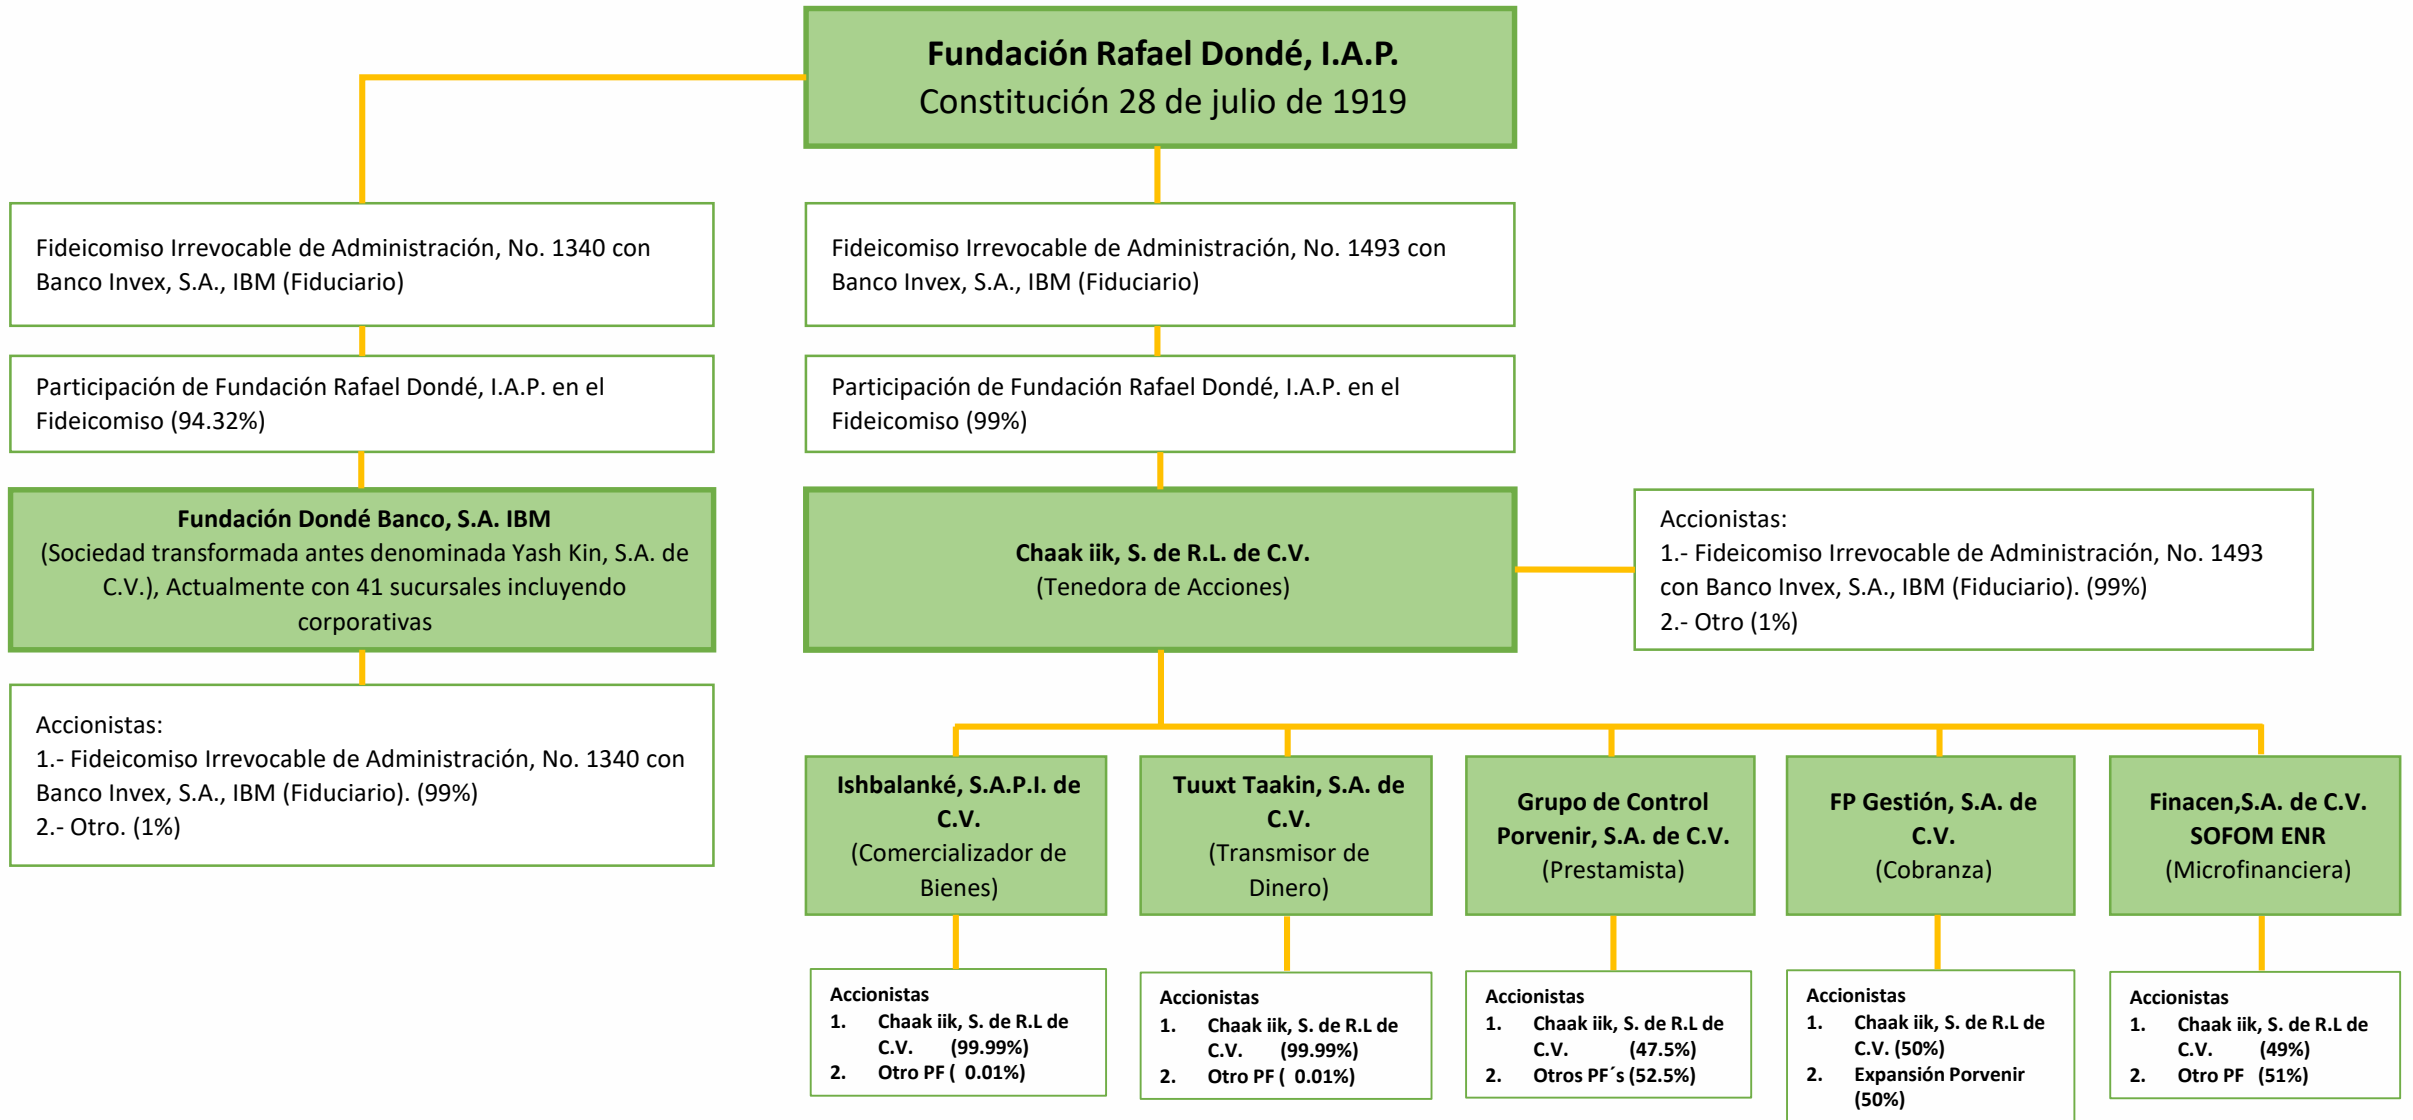 Fundación Rafael Dondé, I.A.P.
Constitución 28 de julio de 1919
Fideicomiso Irrevocable de Administración, No. 1340 con
Banco Invex, S.A., IBM (Fiduciario)
Fideicomiso Irrevocable de Administración, No. 1493 con
Banco Invex, S.A., IBM (Fiduciario)
Participación de Fundación Rafael Dondé, I.A.P. en el
Fideicomiso (94.32%)
Participación de Fundación Rafael Dondé, I.A.P. en el
Fideicomiso (99%)
Fundación Dondé Banco, S.A. IBM
(Sociedad transformada antes denominada Yash Kin, S.A. de
C.V.), Actualmente con 41 sucursales incluyendo
corporativas
Chaak iik, S. de R.L. de C.V.
(Tenedora de Acciones)
Accionistas:
1.- Fideicomiso Irrevocable de Administración, No. 1493
con Banco Invex, S.A., IBM (Fiduciario). (99%)
2.- Otro (1%)
Accionistas:
1.- Fideicomiso Irrevocable de Administración, No. 1340 con
Banco Invex, S.A., IBM (Fiduciario). (99%)
2.- Otro. (1%)
Ishbalanké, S.A.P.I. de
C.V.
(Comercializador de
Bienes)
Tuuxt Taakin, S.A. de
C.V.
(Transmisor de
Dinero)
Grupo de Control
Porvenir, S.A. de C.V.
(Prestamista)
FP Gestión, S.A. de
C.V.
(Cobranza)
Finacen,S.A. de C.V.
SOFOM ENR
(Microfinanciera)
Accionistas
1. Chaak iik, S. de R.L de
C.V. (99.99%)
2. Otro PF ( 0.01%)
Accionistas
1. Chaak iik, S. de R.L de
C.V. (99.99%)
2. Otro PF ( 0.01%)
Accionistas
1. Chaak iik, S. de R.L de
C.V. (47.5%)
2. Otros PF´s (52.5%)
Accionistas
1. Chaak iik, S. de R.L de
C.V. (50%)
2. Expansión Porvenir
(50%)
Accionistas
1. Chaak iik, S. de R.L de
C.V. (49%)
2. Otro PF (51%)